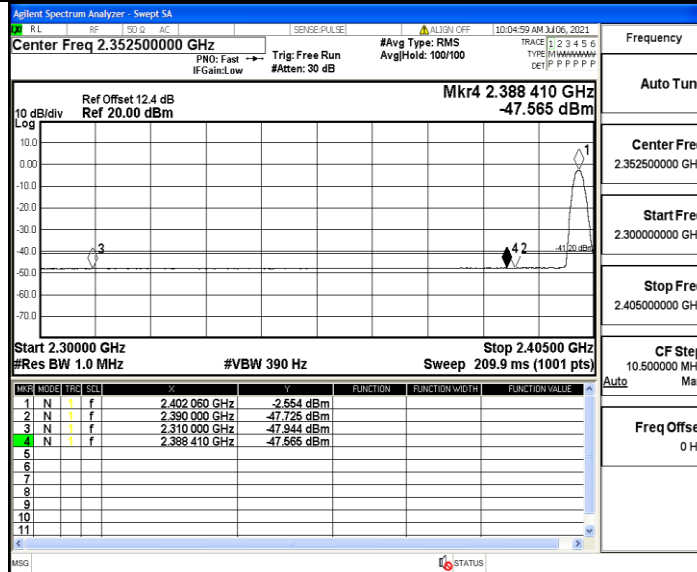 Agilent Spectrum Analyzer - Swept SA
RL RF 50 Ω AC SENSE:PULSE ALIGN OFF 10:04:59 AM Jul 06, 2021
Center Freq 2.352500000 GHz
PNO: Fast
IFGain:Low
Trig: Free Run
#Atten: 30 dB
#Avg Type: RMS
Avg|Hold: 100/100
TRACE 1 2 3 4 5 6
TYPE M W W W W W
DET P P P P P P
Ref Offset 12.4 dB
10 dB/div Ref 20.00 dBm
Log
Mkr4 2.388 410 GHz
-47.565 dBm
10.0
0.00
-10.0
-20.0
-30.0
-40.0
-50.0
-60.0
-70.0
1
3
4 2
-41.20 dBm
Start 2.30000 GHz Stop 2.40500 GHz
#Res BW 1.0 MHz #VBW 390 Hz Sweep 209.9 ms (1001 pts)
MKR MODE TRC SCL X Y FUNCTION FUNCTION WIDTH FUNCTION VALUE
1 N 1 f 2.402 060 GHz -2.554 dBm
2 N 1 f 2.390 000 GHz -47.725 dBm
3 N 1 f 2.310 000 GHz -47.944 dBm
4 N 1 f 2.388 410 GHz -47.565 dBm
5
6
7
8
9
10
11
MSG STATUS
Frequency
Auto Tun
Center Fre
2.352500000 GH
Start Fre
2.300000000 GH
Stop Fre
2.405000000 GH
CF Step
10.500000 MH
Auto Ma
Freq Offse
0 H